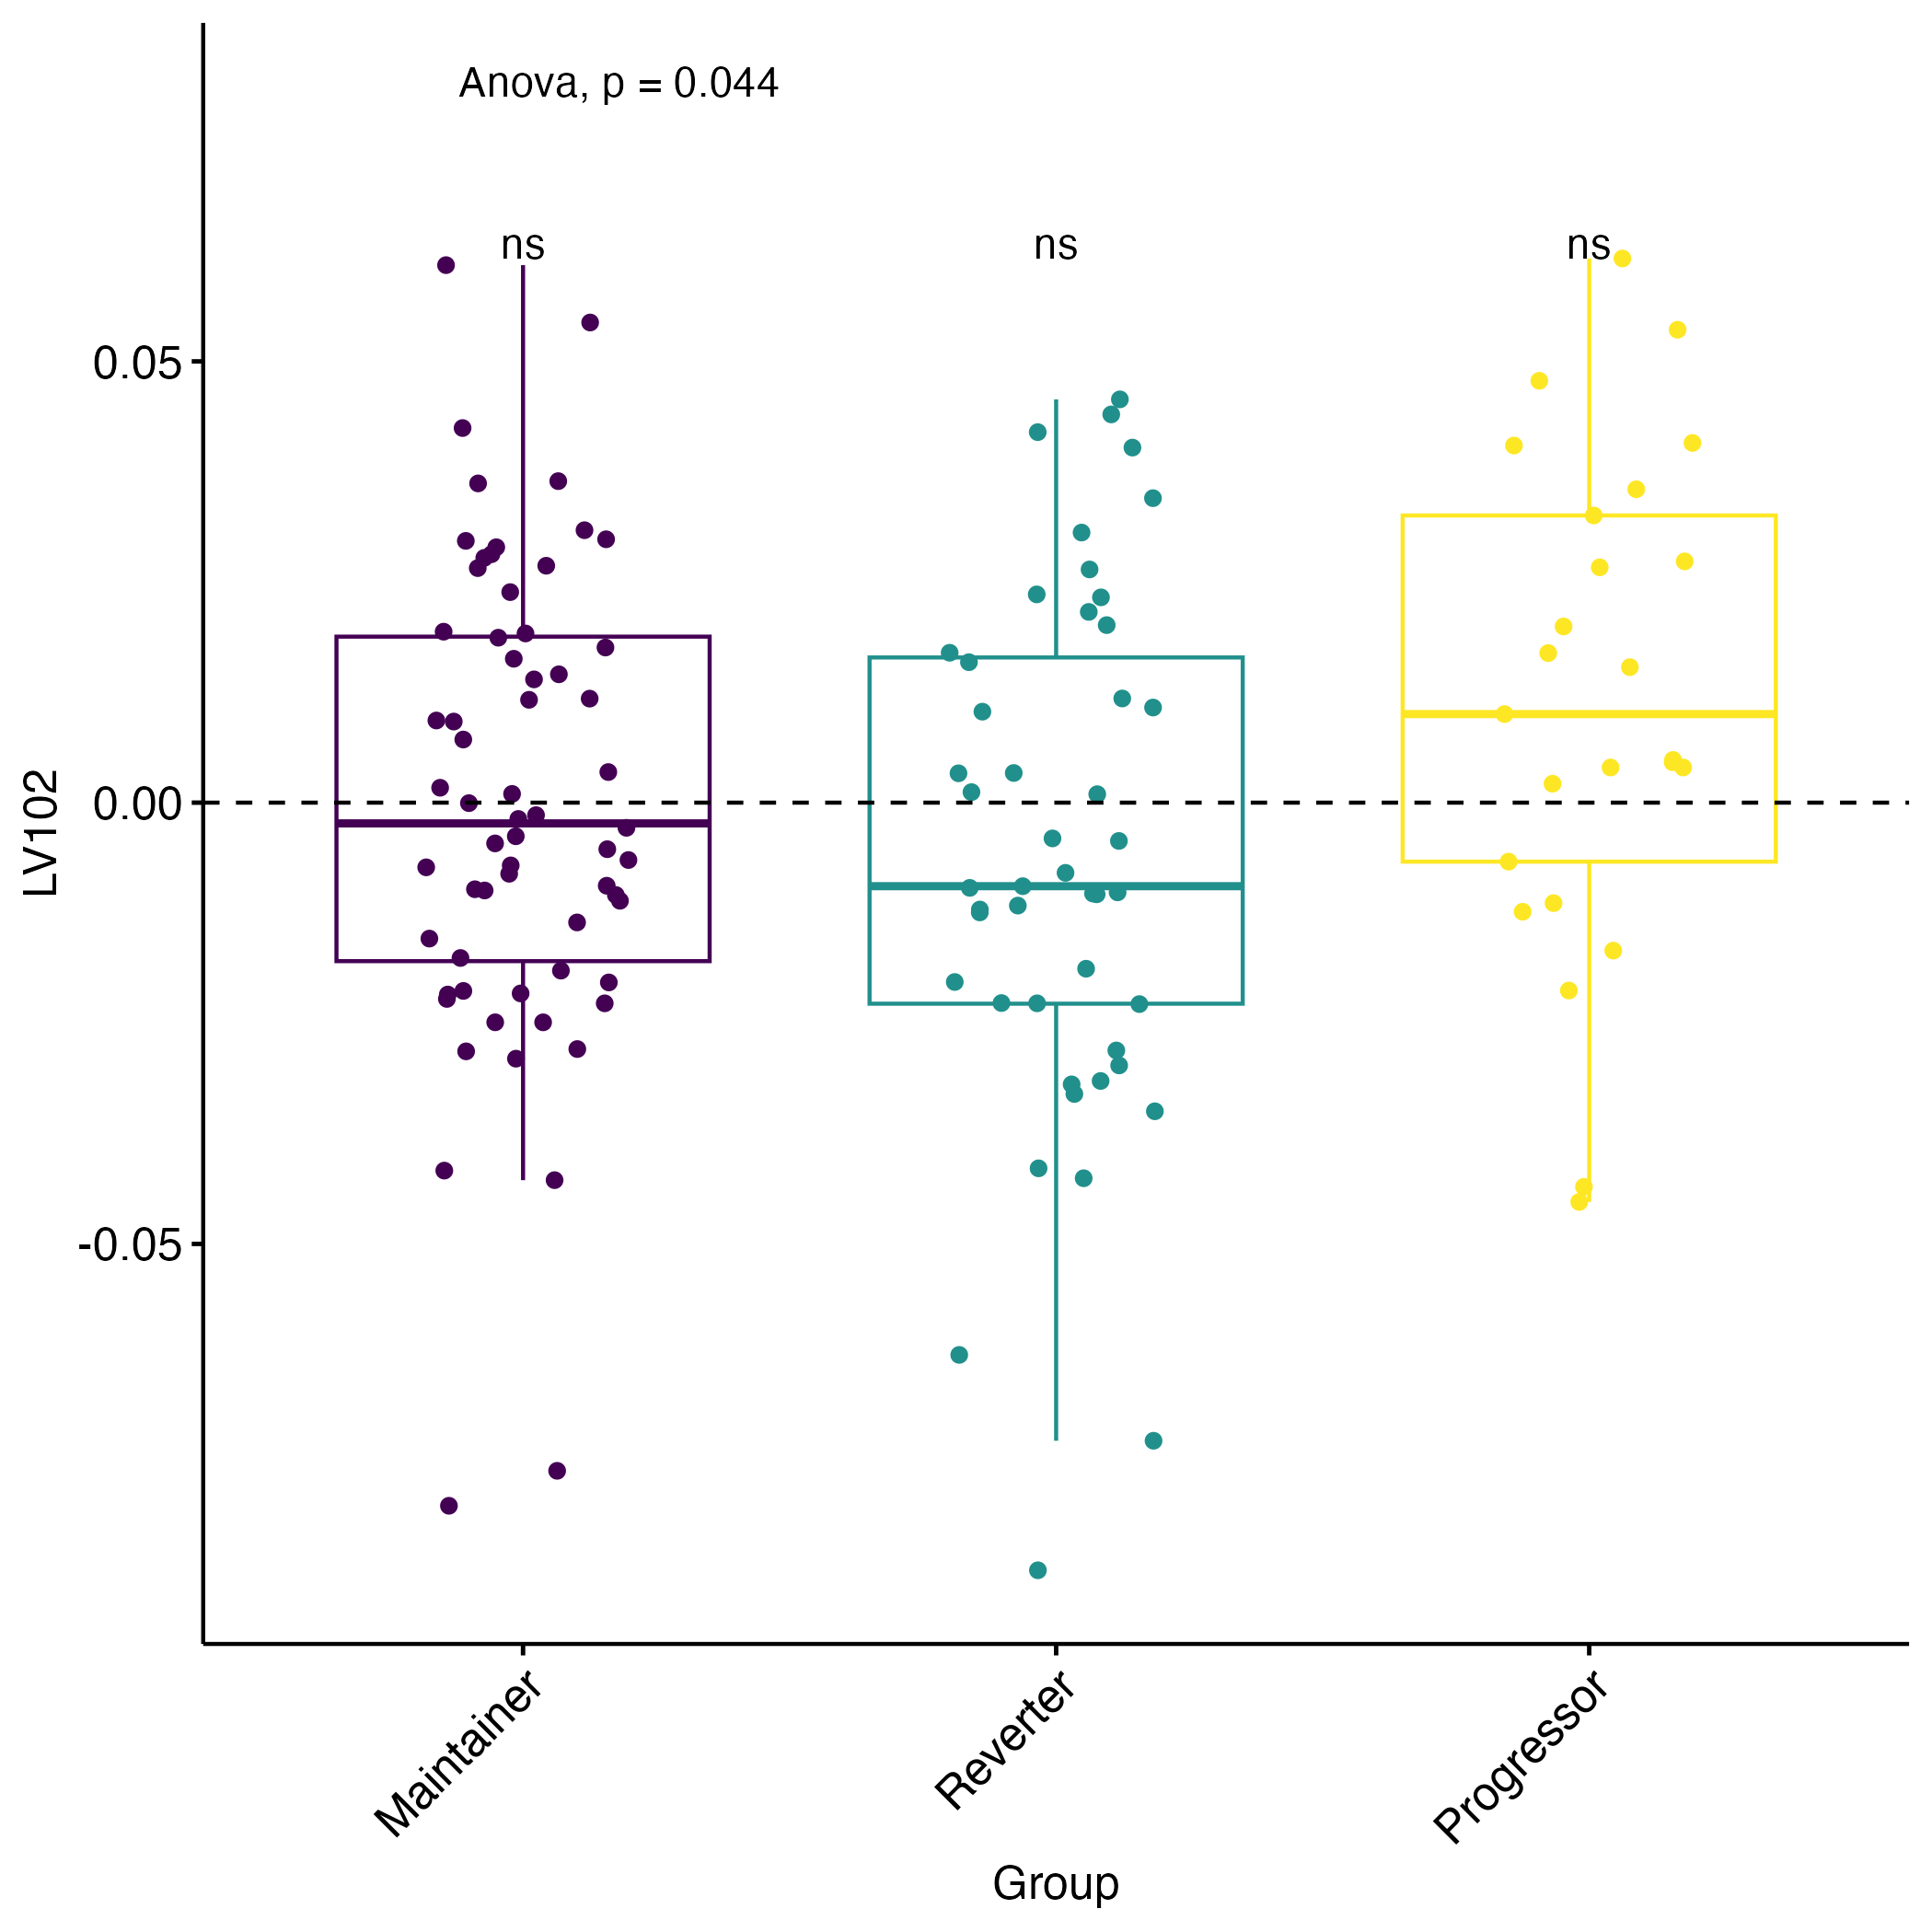 Anova, p = 0.044
ns ns ns
0.05
0.00
-0.05
LV102
Maintainer
Reverter
Progressor
Group